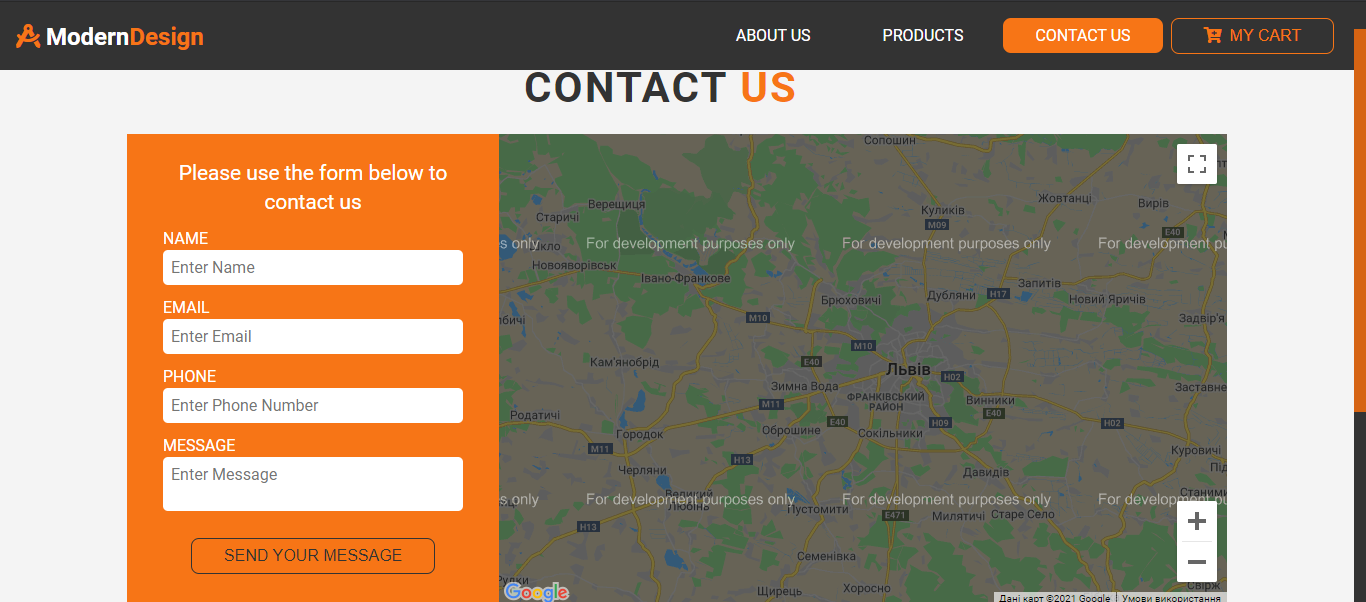 ModernDesign
ABOUT US
PRODUCTS
CONTACT US
MY CART
CONTACT US
Please use the form below to
contact us
NAME
Enter Name
EMAIL
Enter Email
PHONE
Enter Phone Number
MESSAGE
Enter Message
SEND YOUR MESSAGE
Сопошин
Верещиця
Старичі
Жовтанці
Вирів
Куликів
M09
E40
s only
For development purposes only
For development purposes only
For development pu
Новояворівськ
Івано-Франкове
Запитів
Дубляни
H17
Новий Яричів
Брюховичі
M10
Задвір'я
M10
E40
Кам'янобрід
Львів
H02
Зимна Вода
Заставне
ФРАНКІВСЬКИЙ
РАЙОН
M11
Винники
E40
Родатичі
E40
H09
H02
Оброшине
Сокільники
Городок
M11
H13
Куровичі
Черляни
Давидів
Великий
Любінь
s only
For development purposes only
For development purposes only
For development pu
Пустомити
E471
Милятичі
Старе Село
H13
Семенівка
Щирець
Хоросно
Свірж
Google
Дані карт ©2021 Google
Умови використання